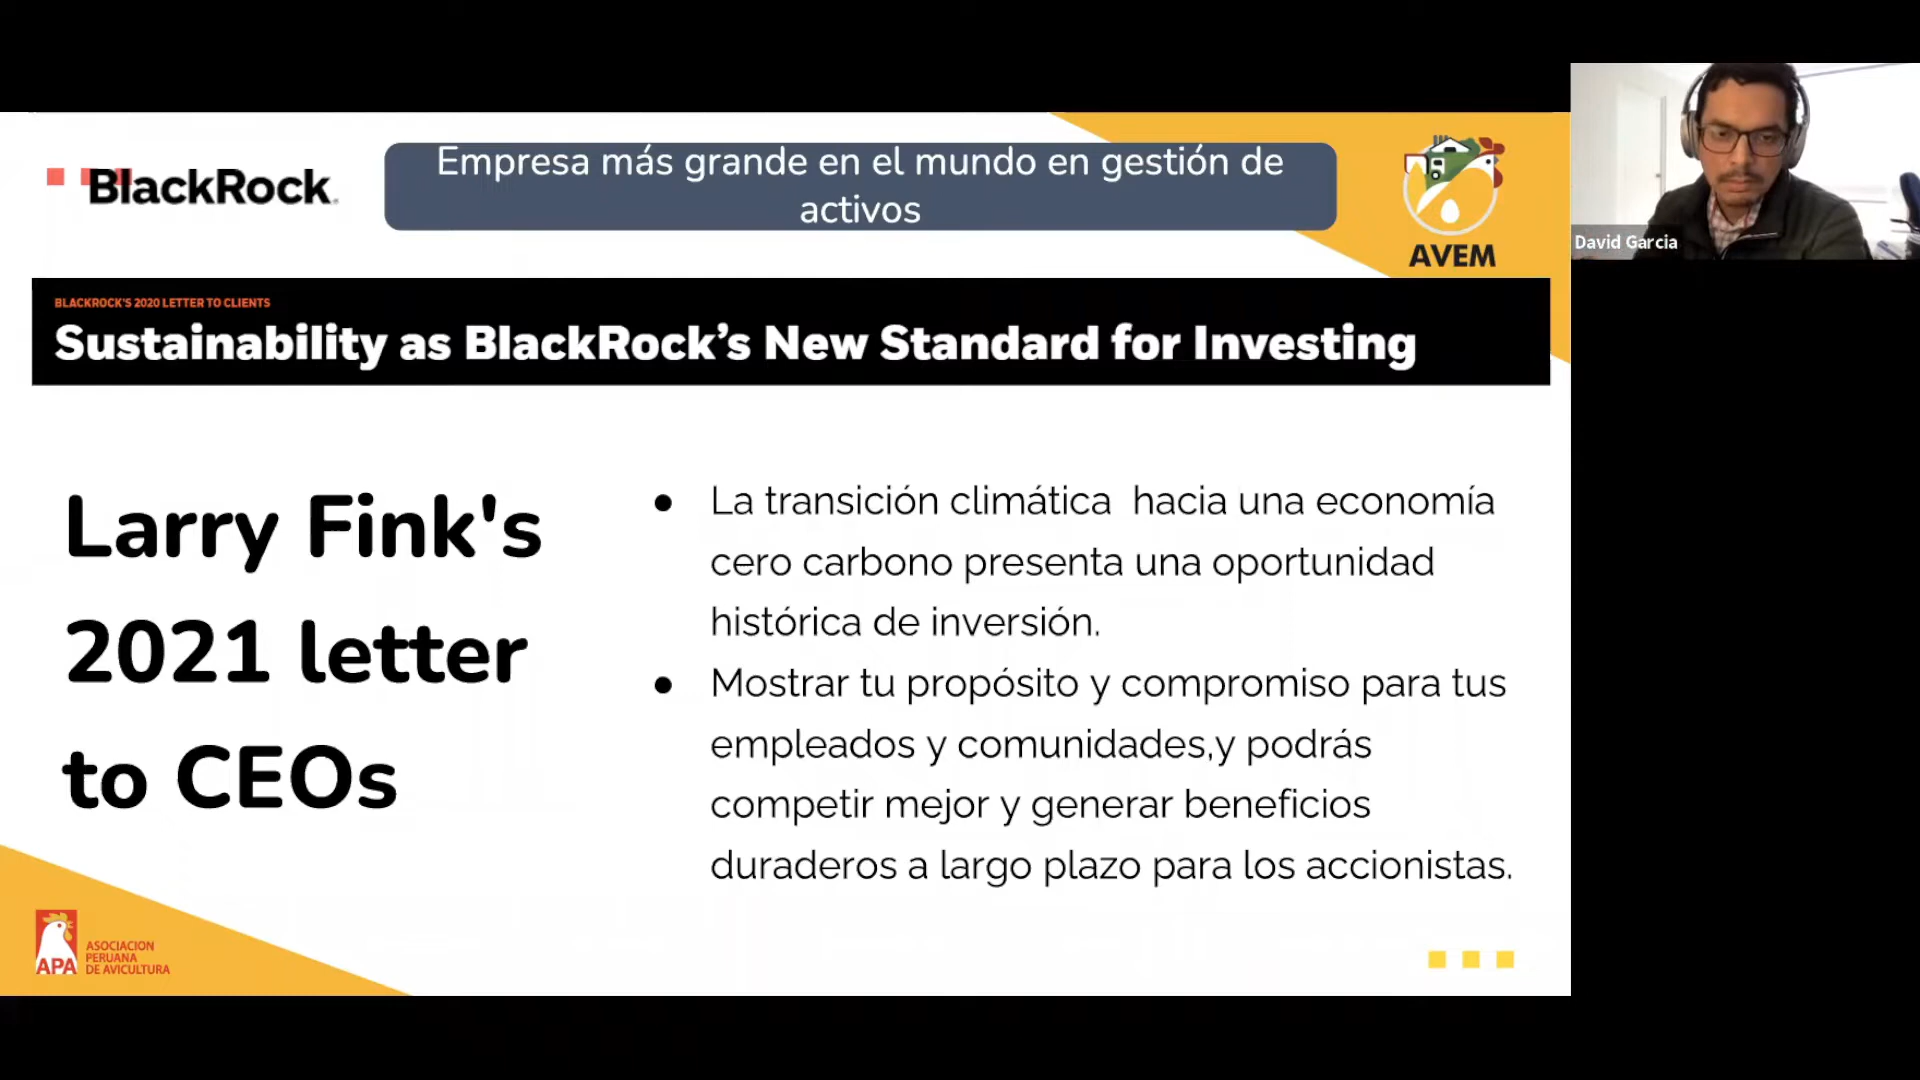 BlackRock.
Empresa más grande en el mundo en gestión de
activos
AVEM
David Garcia
BLACKROCK'S 2020 LETTER TO CLIENTS
Sustainability as BlackRock's New Standard for Investing
Larry Fink's
2021 letter
to CEOs
● La transición climática hacia una economía
cero carbono presenta una oportunidad
histórica de inversión.
● Mostrar tu propósito y compromiso para tus
empleados y comunidades,y podrás
competir mejor y generar beneficios
duraderos a largo plazo para los accionistas.
APA
ASOCIACION
PERUANA
DE AVICULTURA